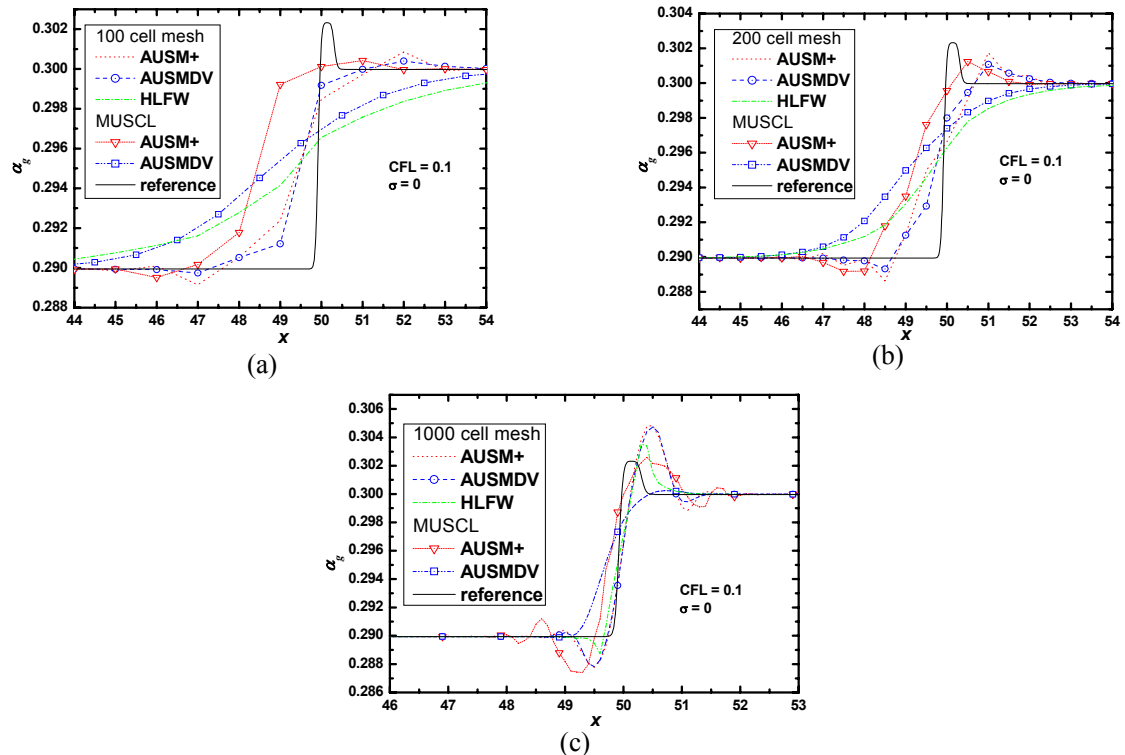 0.302
0.300
0.298
0.296
0.294
0.292
0.290
0.288
α_g
100 cell mesh
AUSM+
AUSMDV
HLFW
MUSCL
AUSM+
AUSMDV
reference
CFL = 0.1
σ = 0
44 45 46 47 48 49 50 51 52 53 54
x
(a)
0.304
0.302
0.300
0.298
0.296
0.294
0.292
0.290
0.288
α_g
200 cell mesh
AUSM+
AUSMDV
HLFW
MUSCL
AUSM+
AUSMDV
reference
CFL = 0.1
σ = 0
44 45 46 47 48 49 50 51 52 53 54
x
(b)
0.306
0.304
0.302
0.300
0.298
0.296
0.294
0.292
0.290
0.288
0.286
α_g
1000 cell mesh
AUSM+
AUSMDV
HLFW
MUSCL
AUSM+
AUSMDV
reference
CFL = 0.1
σ = 0
46 47 48 49 50 51 52 53
x
(c)